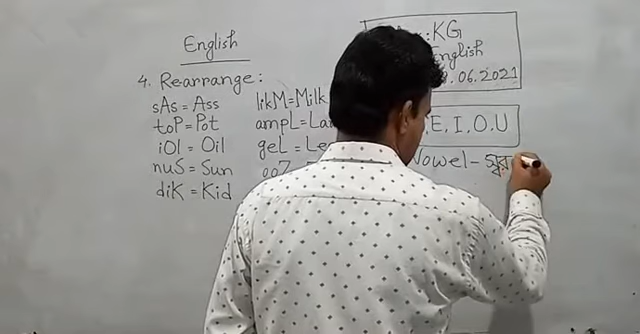 English
4. Rearrange:
sAs = Ass
toP = Pot
iOl = Oil
nuS = Sun
diK = Kid
likM = Milk
ampL =
geL =
KG
English
.06.2021
E, I, O, U
Vowel -